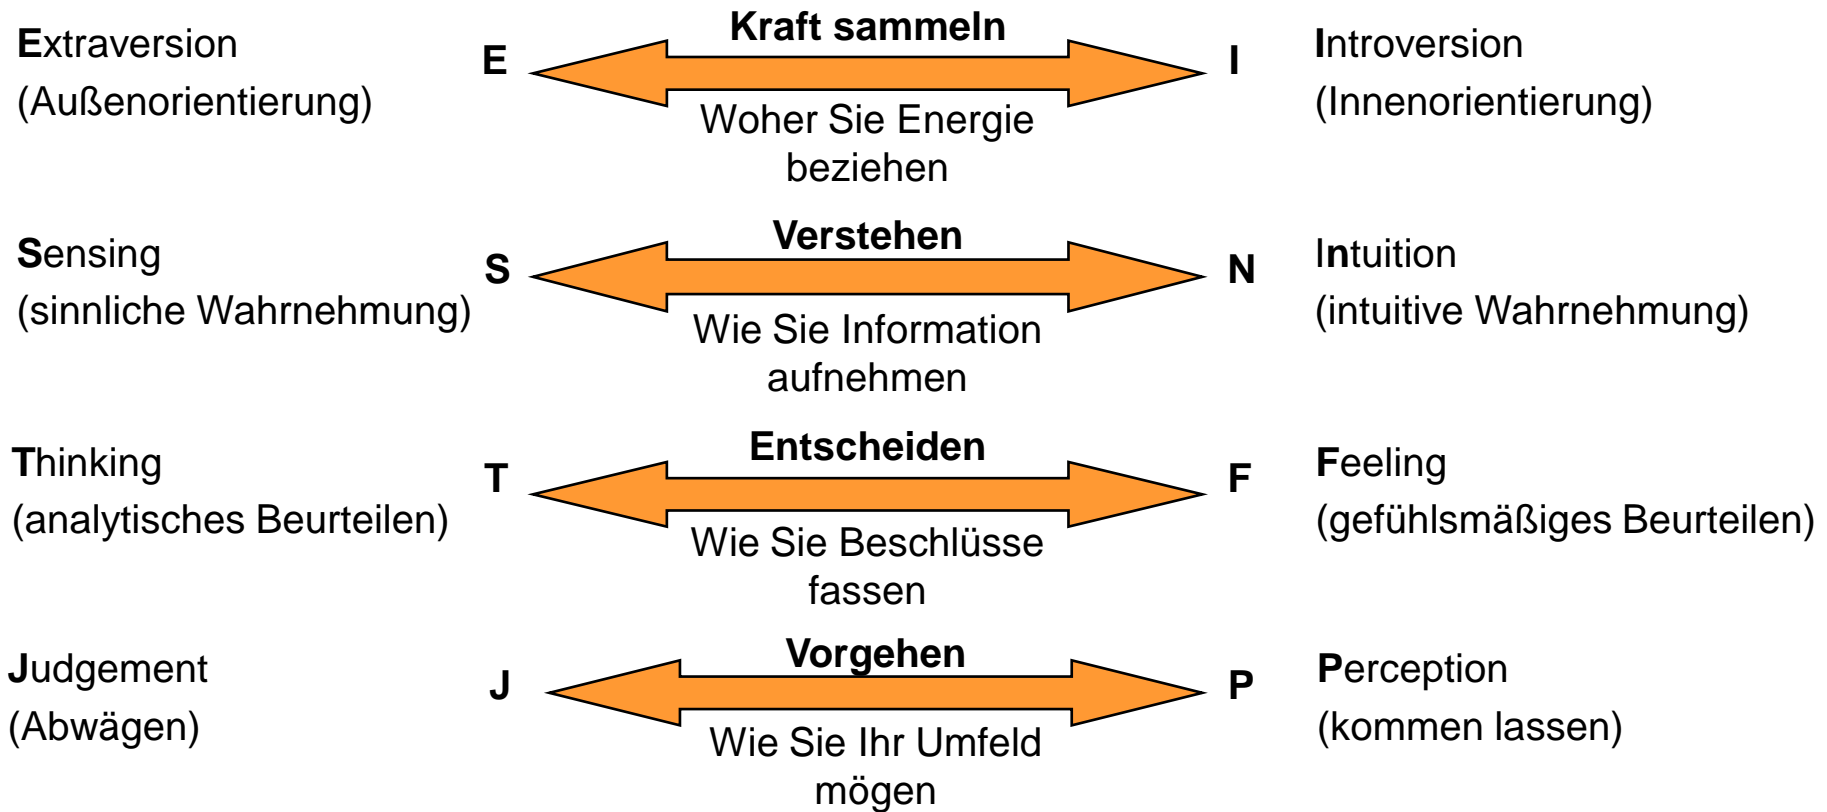 Kraft sammeln
Extraversion
(Außenorientierung)
E
I
Introversion
(Innenorientierung)
Woher Sie Energie
beziehen
Verstehen
Sensing
(sinnliche Wahrnehmung)
S
N
Intuition
(intuitive Wahrnehmung)
Wie Sie Information
aufnehmen
Entscheiden
Thinking
(analytisches Beurteilen)
T
F
Feeling
(gefühlsmäßiges Beurteilen)
Wie Sie Beschlüsse
fassen
Vorgehen
Judgement
(Abwägen)
J
P
Perception
(kommen lassen)
Wie Sie Ihr Umfeld
mögen